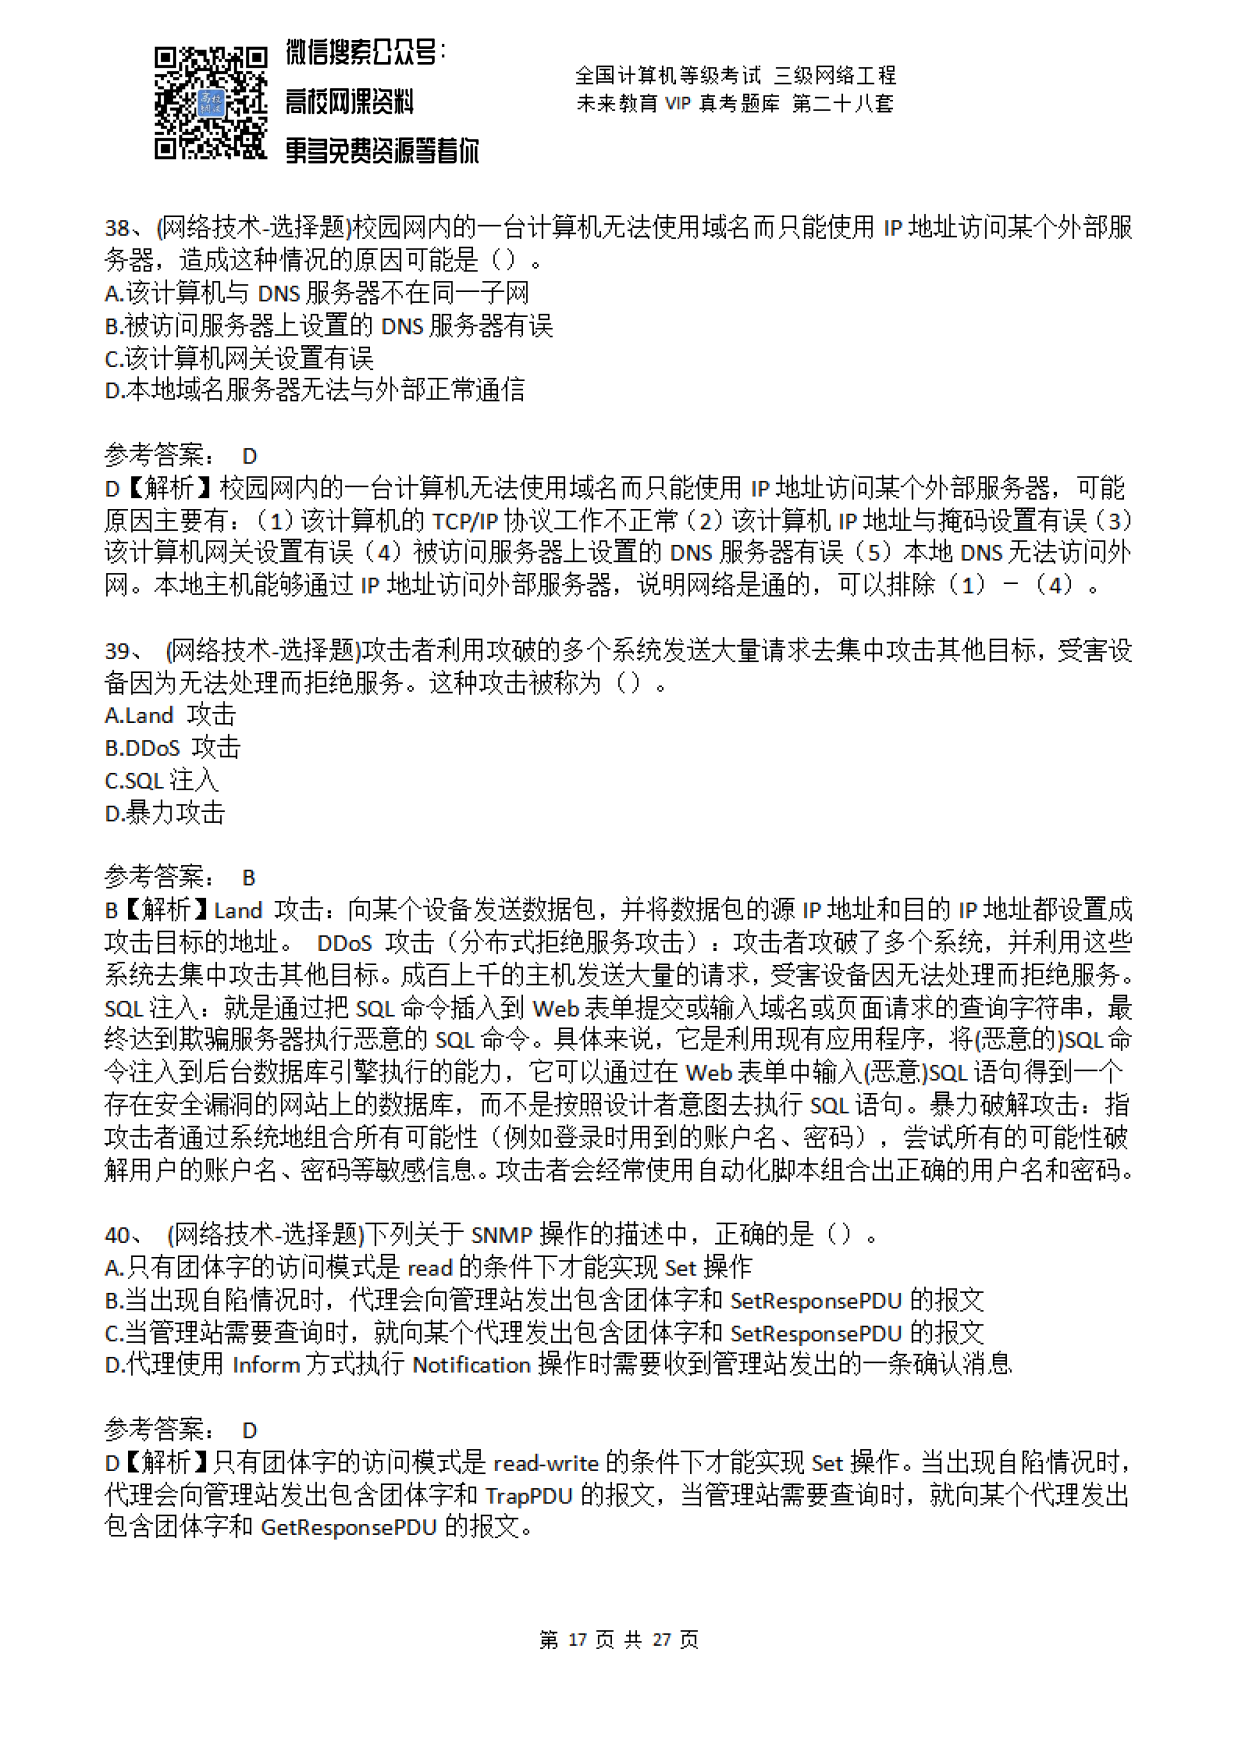 微信搜索公众号：
高校网课资料
更多免费资源等着你
全国计算机等级考试 三级网络工程
未来教育 VIP 真考题库 第二十八套
38、(网络技术-选择题)校园网内的一台计算机无法使用域名而只能使用 IP 地址访问某个外部服
务器，造成这种情况的原因可能是（）。
A.该计算机与 DNS 服务器不在同一子网
B.被访问服务器上设置的 DNS 服务器有误
C.该计算机网关设置有误
D.本地域名服务器无法与外部正常通信
参考答案： D
D【解析】校园网内的一台计算机无法使用域名而只能使用 IP 地址访问某个外部服务器，可能
原因主要有：（1）该计算机的 TCP/IP 协议工作不正常（2）该计算机 IP 地址与掩码设置有误（3）
该计算机网关设置有误（4）被访问服务器上设置的 DNS 服务器有误（5）本地 DNS 无法访问外
网。本地主机能够通过 IP 地址访问外部服务器，说明网络是通的，可以排除（1）－（4）。
39、 (网络技术-选择题)攻击者利用攻破的多个系统发送大量请求去集中攻击其他目标，受害设
备因为无法处理而拒绝服务。这种攻击被称为（）。
A.Land 攻击
B.DDoS 攻击
C.SQL 注入
D.暴力攻击
参考答案： B
B【解析】Land 攻击：向某个设备发送数据包，并将数据包的源 IP 地址和目的 IP 地址都设置成
攻击目标的地址。 DDoS 攻击（分布式拒绝服务攻击）：攻击者攻破了多个系统，并利用这些
系统去集中攻击其他目标。成百上千的主机发送大量的请求，受害设备因无法处理而拒绝服务。
SQL 注入：就是通过把 SQL 命令插入到 Web 表单提交或输入域名或页面请求的查询字符串，最
终达到欺骗服务器执行恶意的 SQL 命令。具体来说，它是利用现有应用程序，将(恶意的)SQL 命
令注入到后台数据库引擎执行的能力，它可以通过在 Web 表单中输入(恶意)SQL 语句得到一个
存在安全漏洞的网站上的数据库，而不是按照设计者意图去执行 SQL 语句。暴力破解攻击：指
攻击者通过系统地组合所有可能性（例如登录时用到的账户名、密码），尝试所有的可能性破
解用户的账户名、密码等敏感信息。攻击者会经常使用自动化脚本组合出正确的用户名和密码。
40、 (网络技术-选择题)下列关于 SNMP 操作的描述中，正确的是（）。
A.只有团体字的访问模式是 read 的条件下才能实现 Set 操作
B.当出现自陷情况时，代理会向管理站发出包含团体字和 SetResponsePDU 的报文
C.当管理站需要查询时，就向某个代理发出包含团体字和 SetResponsePDU 的报文
D.代理使用 Inform 方式执行 Notification 操作时需要收到管理站发出的一条确认消息
参考答案： D
D【解析】只有团体字的访问模式是 read-write 的条件下才能实现 Set 操作。当出现自陷情况时，
代理会向管理站发出包含团体字和 TrapPDU 的报文，当管理站需要查询时，就向某个代理发出
包含团体字和 GetResponsePDU 的报文。
第 17 页 共 27 页